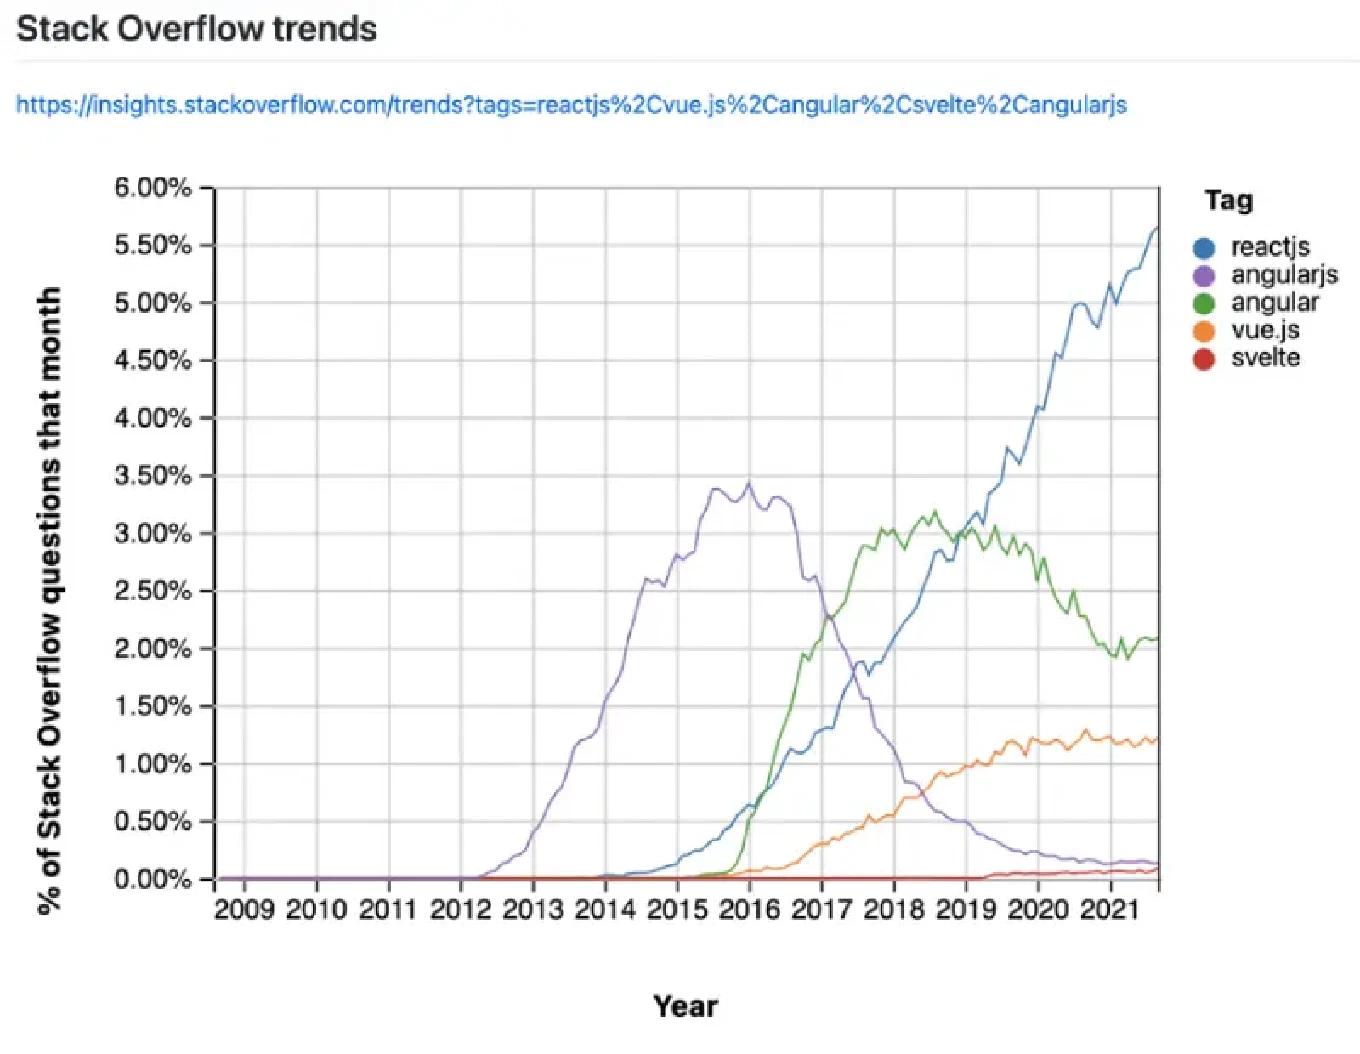 Stack Overflow trends
https://insights.stackoverflow.com/trends?tags=reactjs%2Cvue.js%2Cangular%2Csvelte%2Cangularjs
6.00%
5.50%
5.00%
4.50%
4.00%
3.50%
3.00%
2.50%
2.00%
1.50%
1.00%
0.50%
0.00%
% of Stack Overflow questions that month
2009 2010 2011 2012 2013 2014 2015 2016 2017 2018 2019 2020 2021
Year
Tag
reactjs
angularjs
angular
vue.js
svelte